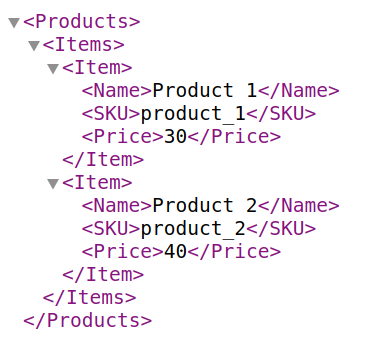 <Products>
<Items>
<Item>
<Name>Product 1</Name>
<SKU>product_1</SKU>
<Price>30</Price>
</Item>
<Item>
<Name>Product 2</Name>
<SKU>product_2</SKU>
<Price>40</Price>
</Item>
</Items>
</Products>